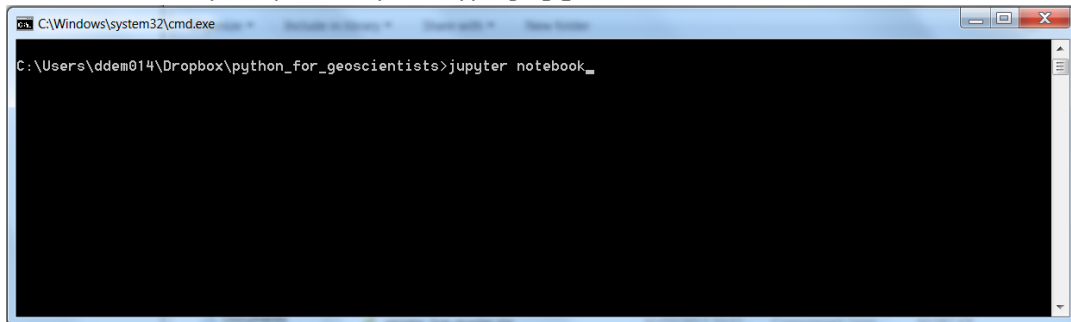 C:\Windows\system32\cmd.exe
C:\Users\ddem014\Dropbox\python_for_geoscientists>jupyter notebook_